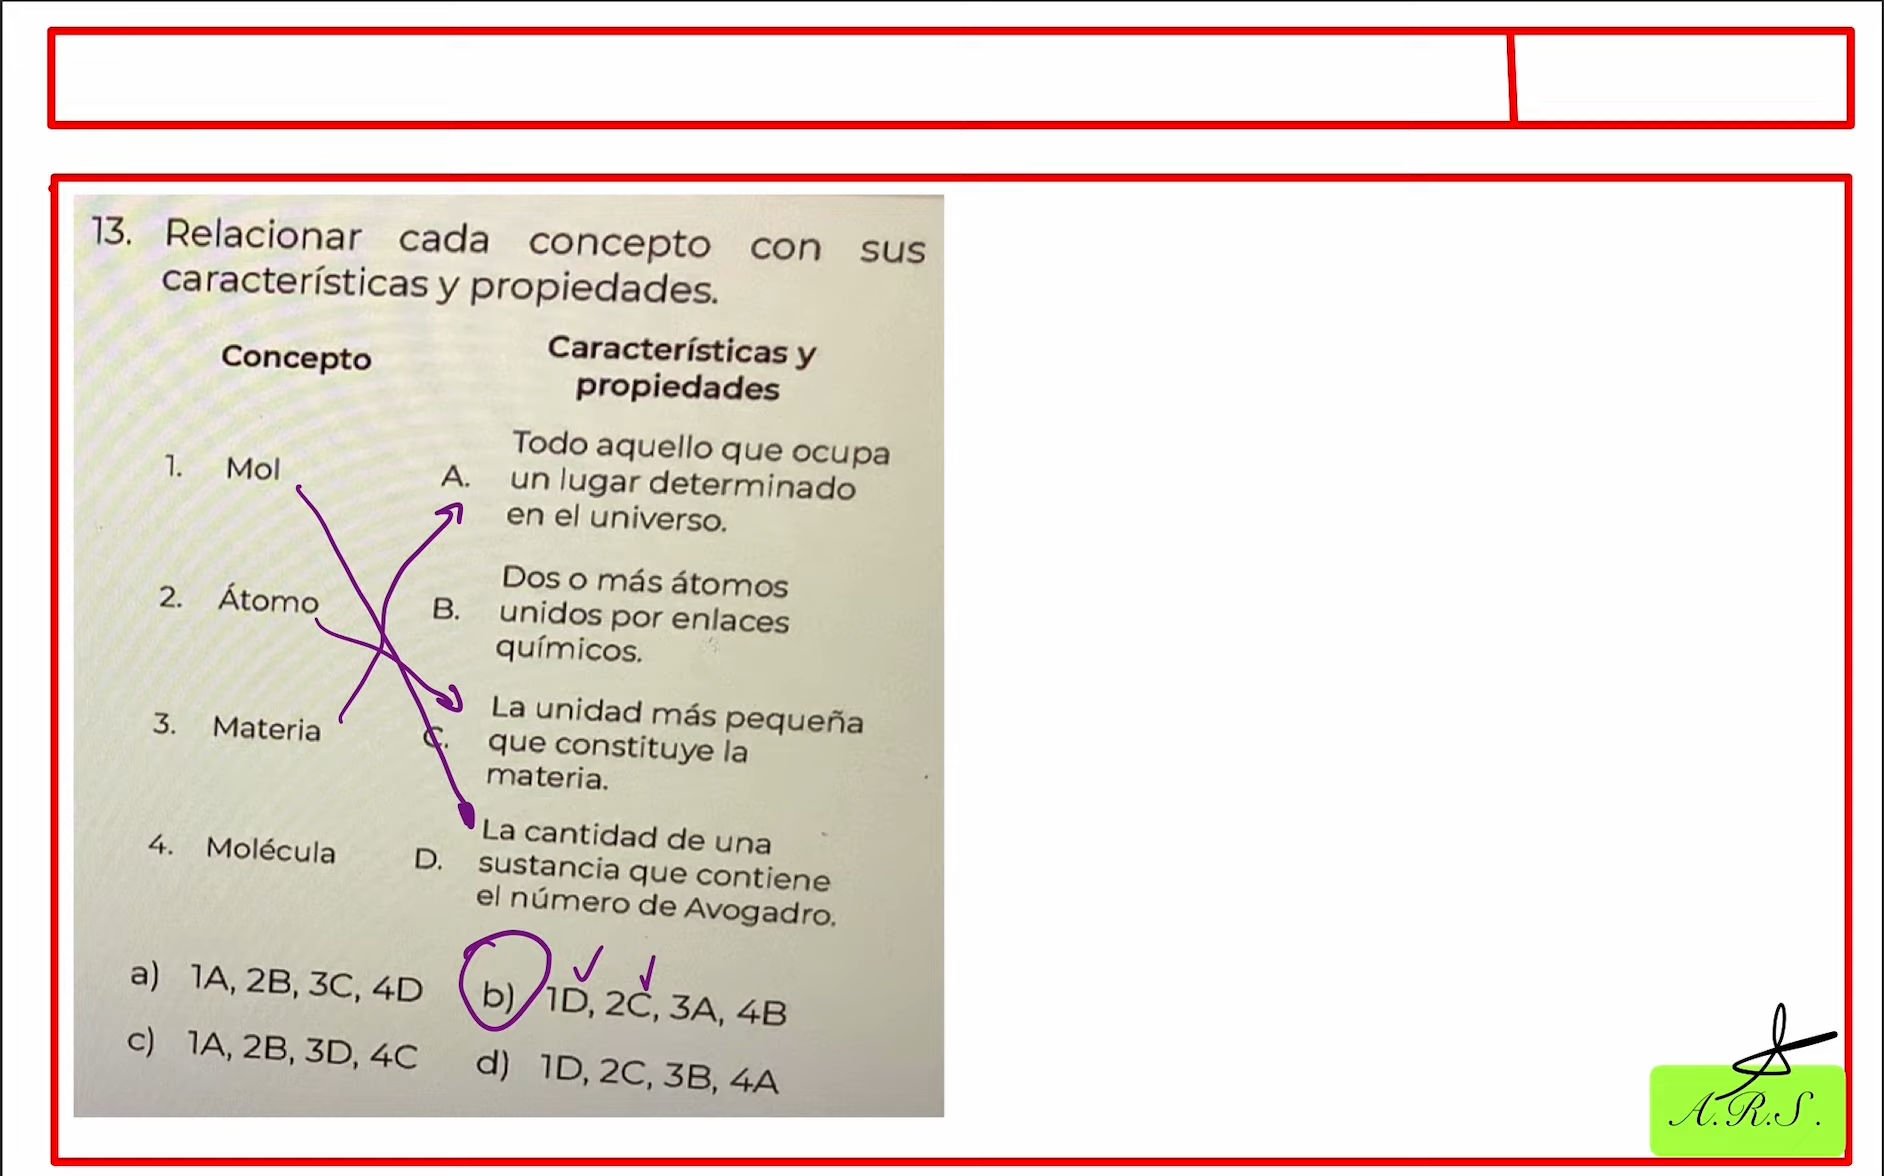 13. Relacionar cada concepto con sus
características y propiedades.
Concepto
Características y
propiedades
1. Mol
A. Todo aquello que ocupa
un lugar determinado
en el universo.
2. Átomo
B. Dos o más átomos
unidos por enlaces
químicos.
3. Materia
C. La unidad más pequeña
que constituye la
materia.
4. Molécula
D. La cantidad de una
sustancia que contiene
el número de Avogadro.
a) 1A, 2B, 3C, 4D
b) 1D, 2C, 3A, 4B
c) 1A, 2B, 3D, 4C
d) 1D, 2C, 3B, 4A
A.R.S.